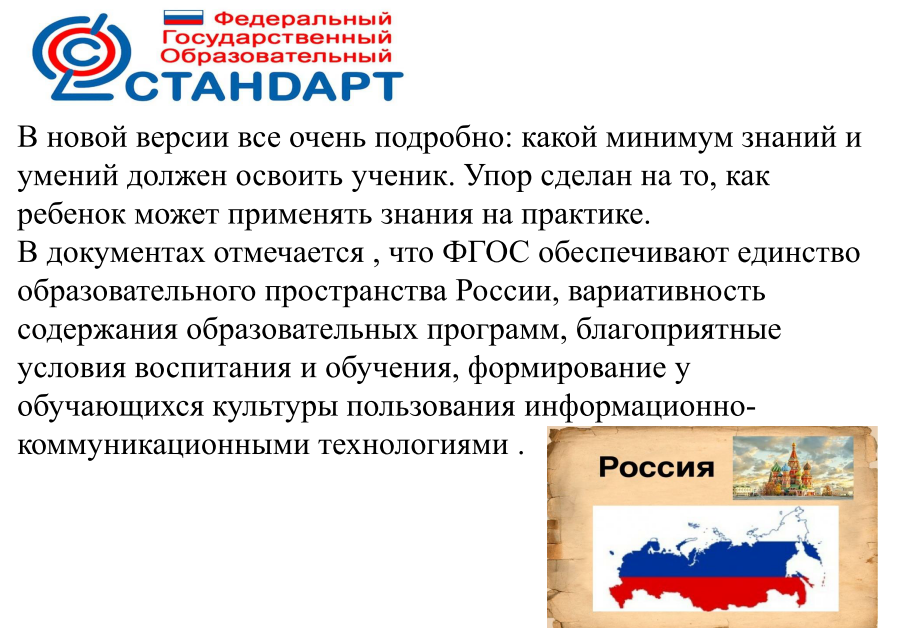 Федеральный
Государственный
Образовательный
СТАНДАРТ
В новой версии все очень подробно: какой минимум знаний и
умений должен освоить ученик. Упор сделан на то, как
ребенок может применять знания на практике.
В документах отмечается , что ФГОС обеспечивают единство
образовательного пространства России, вариативность
содержания образовательных программ, благоприятные
условия воспитания и обучения, формирование у
обучающихся культуры пользования информационно-
коммуникационными технологиями .
Россия